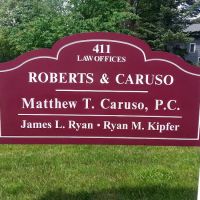 411
LAW OFFICES
ROBERTS & CARUSO
Matthew T. Caruso, P.C.
James L. Ryan • Ryan M. Kipfer